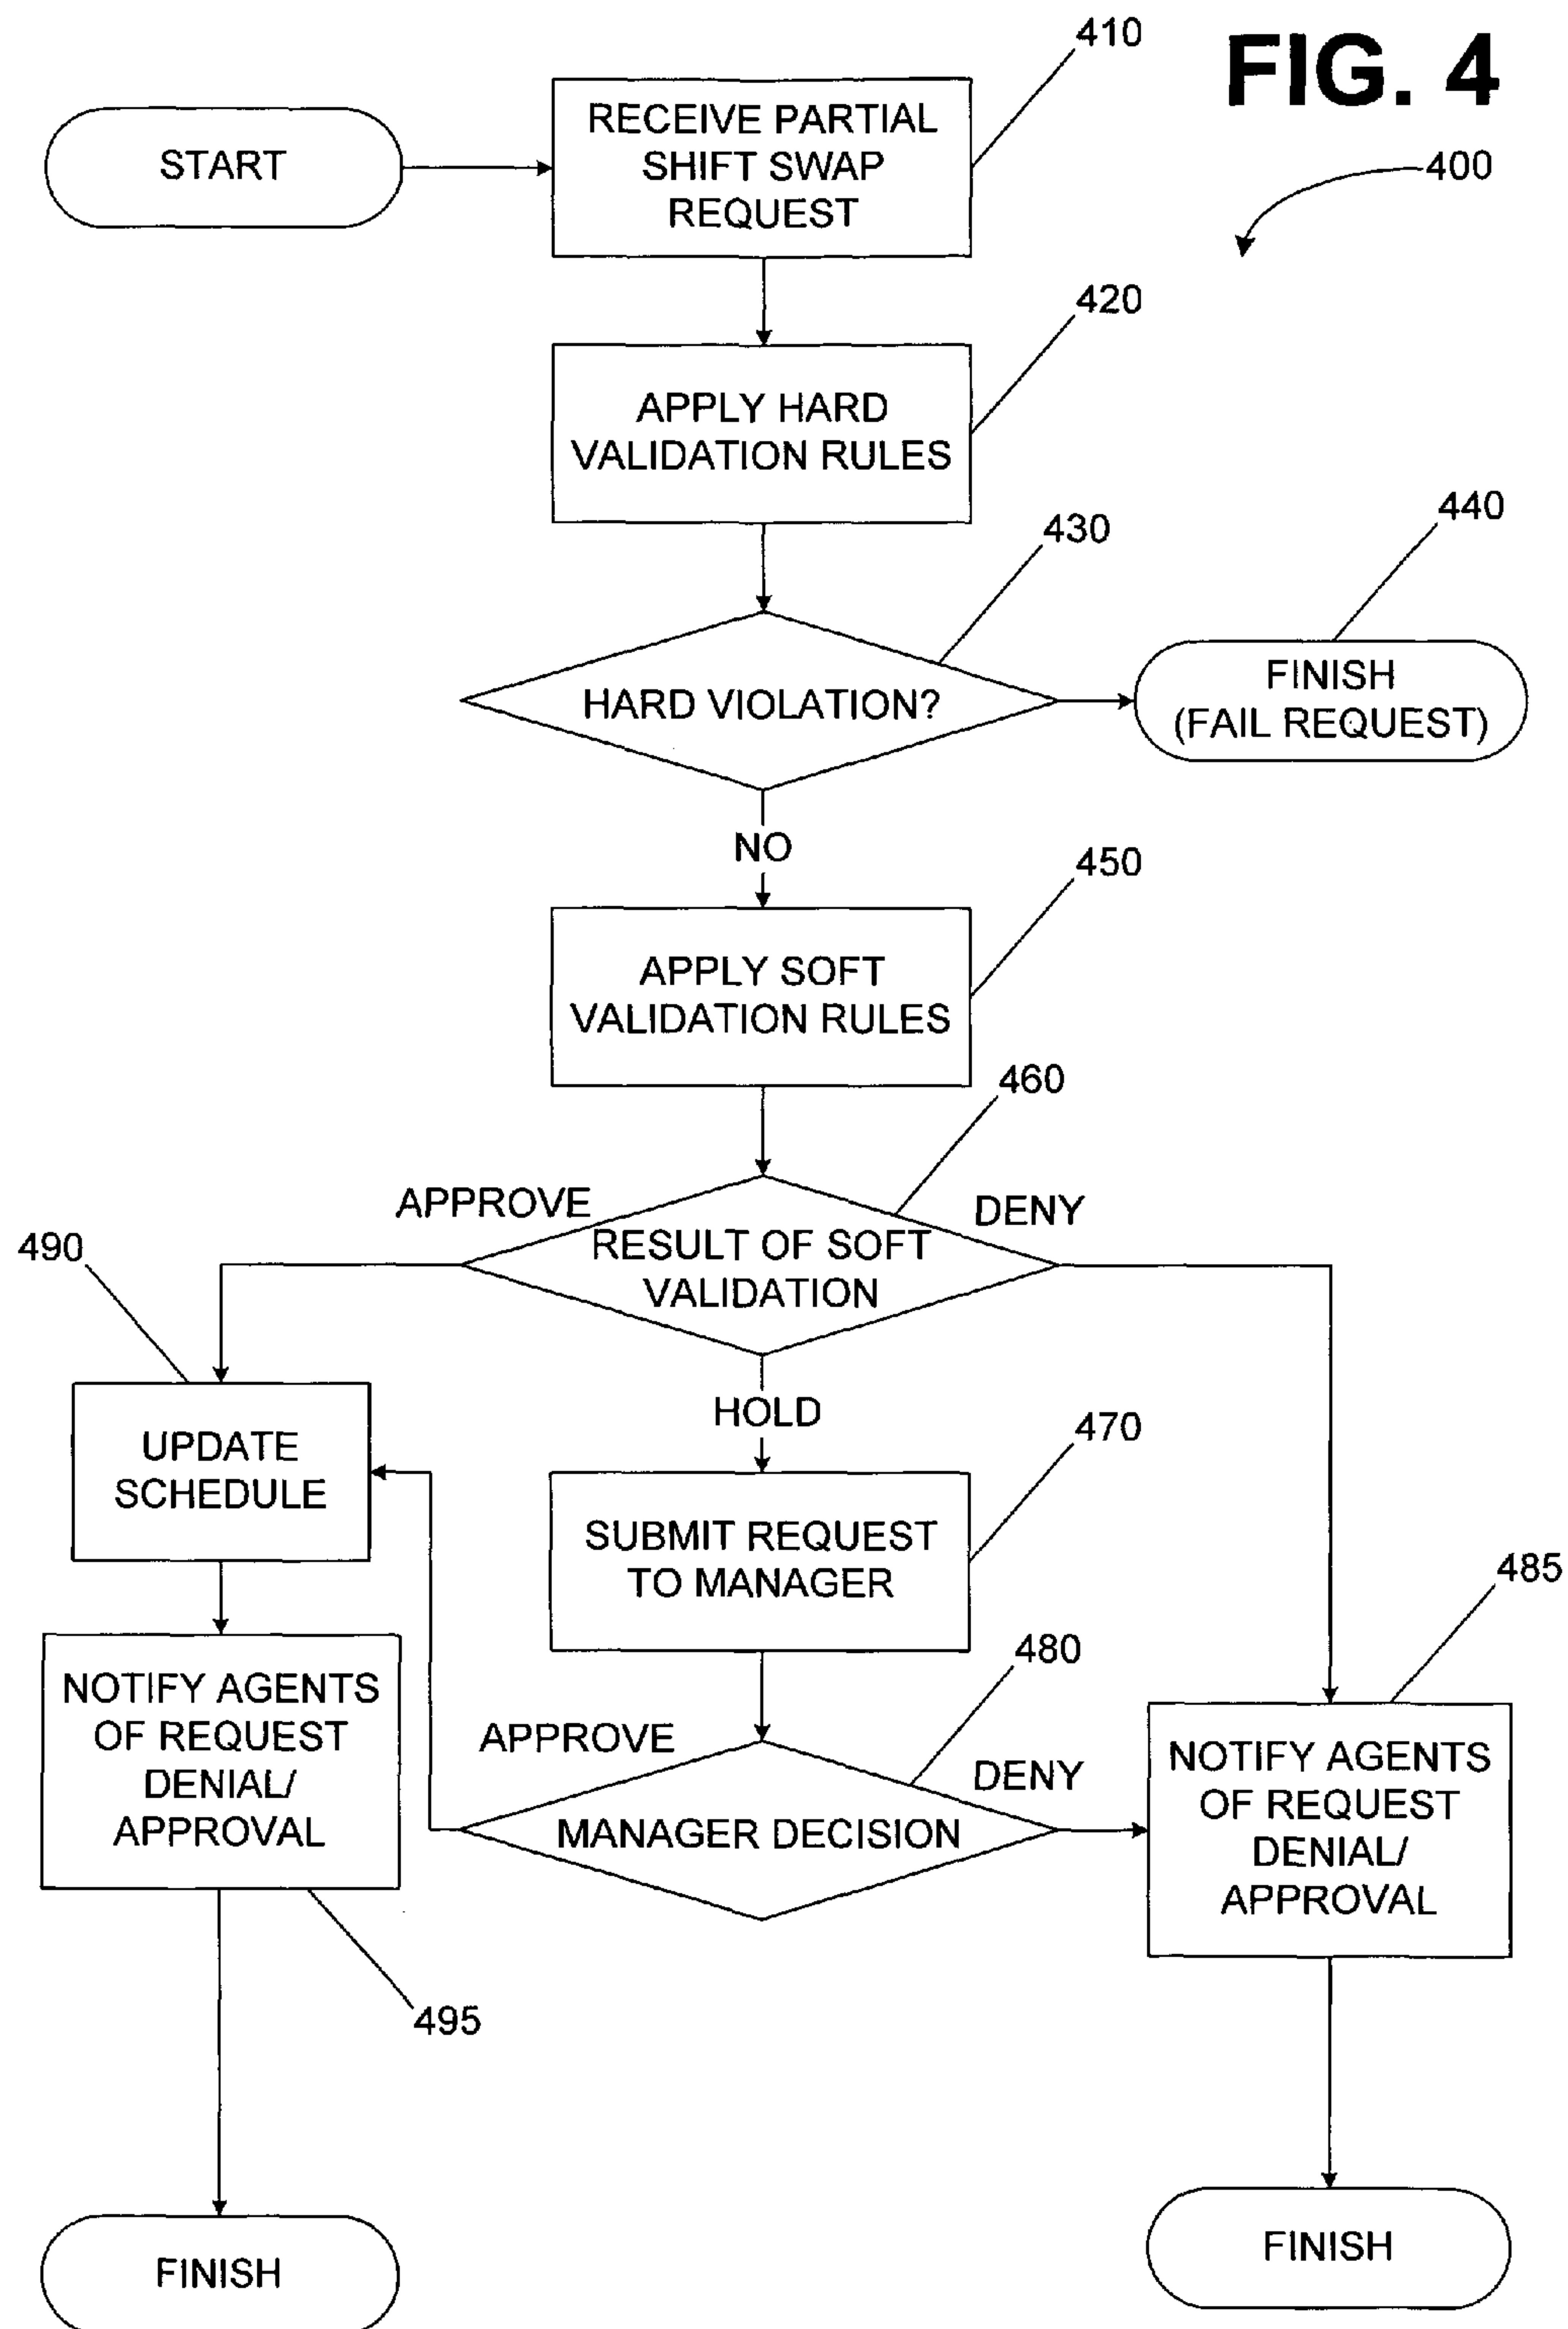 FIG. 4
400
START
410
RECEIVE PARTIAL
SHIFT SWAP
REQUEST
420
APPLY HARD
VALIDATION RULES
430
HARD VIOLATION?
440
FINISH
(FAIL REQUEST)
NO
450
APPLY SOFT
VALIDATION RULES
460
APPROVE
DENY
RESULT OF SOFT
VALIDATION
490
UPDATE
SCHEDULE
HOLD
470
SUBMIT REQUEST
TO MANAGER
485
480
NOTIFY AGENTS
OF REQUEST
DENIAL/
APPROVAL
APPROVE
DENY
MANAGER DECISION
NOTIFY AGENTS
OF REQUEST
DENIAL/
APPROVAL
495
FINISH
FINISH